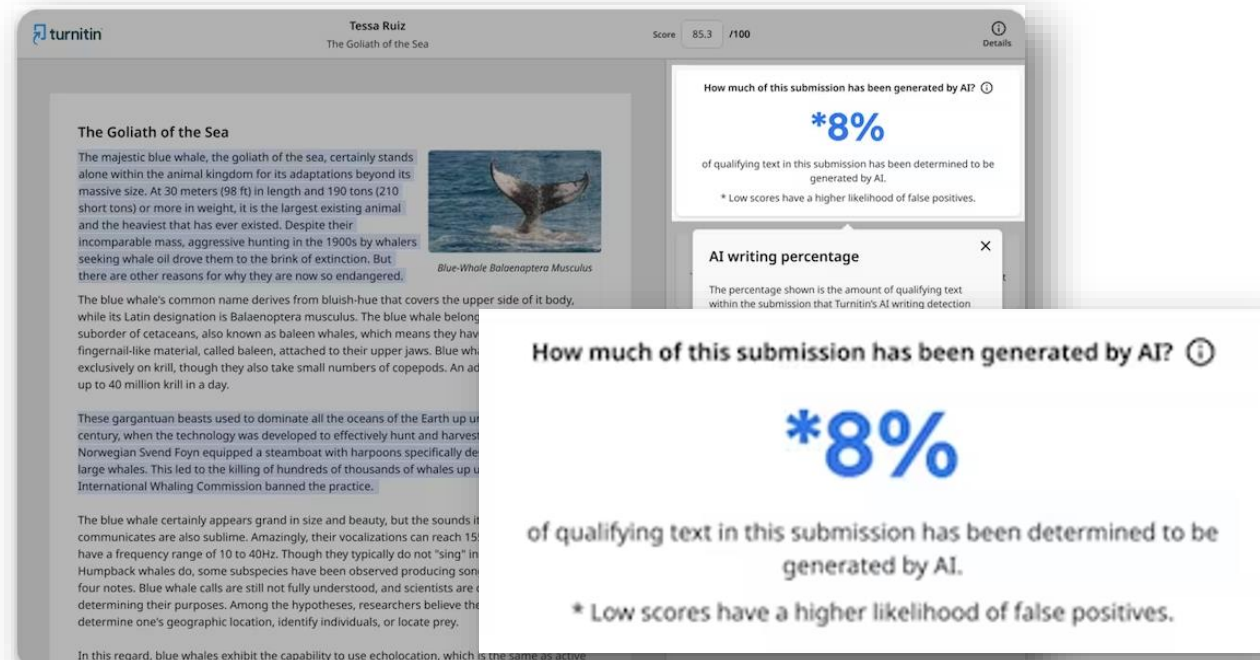 turnitin
Tessa Ruiz
The Goliath of the Sea
Score 85.3 /100
Details
The Goliath of the Sea
The majestic blue whale, the goliath of the sea, certainly stands
alone within the animal kingdom for its adaptations beyond its
massive size. At 30 meters (98 ft) in length and 190 tons (210
short tons) or more in weight, it is the largest existing animal
and the heaviest that has ever existed. Despite their
incomparable mass, aggressive hunting in the 1900s by whalers
seeking whale oil drove them to the brink of extinction. But
there are other reasons for why they are now so endangered.
Blue-Whale Balaenaptera Musculus
The blue whale's common name derives from bluish-hue that covers the upper side of it body,
while its Latin designation is Balaenoptera musculus. The blue whale belong
suborder of cetaceans, also known as baleen whales, which means they hav
fingernail-like material, called baleen, attached to their upper jaws. Blue wh
exclusively on krill, though they also take small numbers of copepods. An ad
up to 40 million krill in a day.
These gargantuan beasts used to dominate all the oceans of the Earth up u
century, when the technology was developed to effectively hunt and harvest
Norwegian Svend Foyn equipped a steamboat with harpoons specifically de
large whales. This led to the killing of hundreds of thousands of whales up u
International Whaling Commission banned the practice.
The blue whale certainly appears grand in size and beauty, but the sounds it
communicates are also sublime. Amazingly, their vocalizations can reach 15
have a frequency range of 10 to 40Hz. Though they typically do not "sing" in
Humpback whales do, some subspecies have been observed producing son
four notes. Blue whale calls are still not fully understood, and scientists are
determining their purposes. Among the hypotheses, researchers believe the
determine one's geographic location, identify individuals, or locate prey.
In this regard, blue whales exhibit the capability to use echolocation, which is the same as active
How much of this submission has been generated by AI?
*8%
of qualifying text in this submission has been determined to be
generated by AI.
* Low scores have a higher likelihood of false positives.
AI writing percentage
The percentage shown is the amount of qualifying text
within the submission that Turnitin's AI writing detection
How much of this submission has been generated by AI?
*8%
of qualifying text in this submission has been determined to be
generated by AI.
* Low scores have a higher likelihood of false positives.